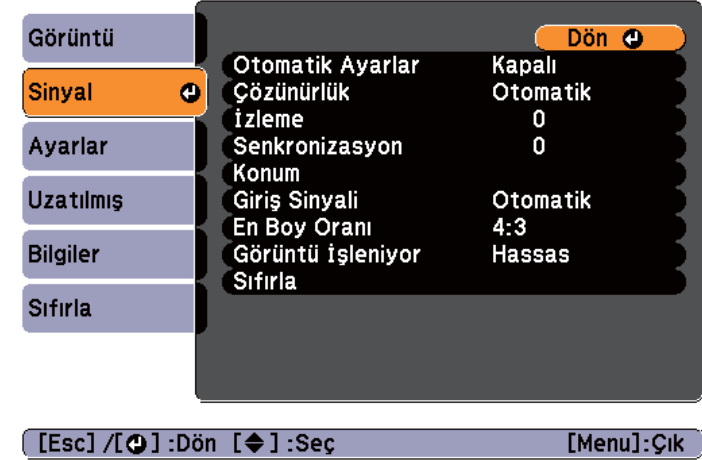 Görüntü
Sinyal
Ayarlar
Uzatılmış
Bilgiler
Sıfırla
Dön
Otomatik Ayarlar Kapalı
Çözünürlük Otomatik
İzleme 0
Senkronizasyon 0
Konum
Giriş Sinyali Otomatik
En Boy Oranı 4:3
Görüntü İşleniyor Hassas
Sıfırla
[Esc] /[ ] :Dön [ ] :Seç [Menu]:Çık